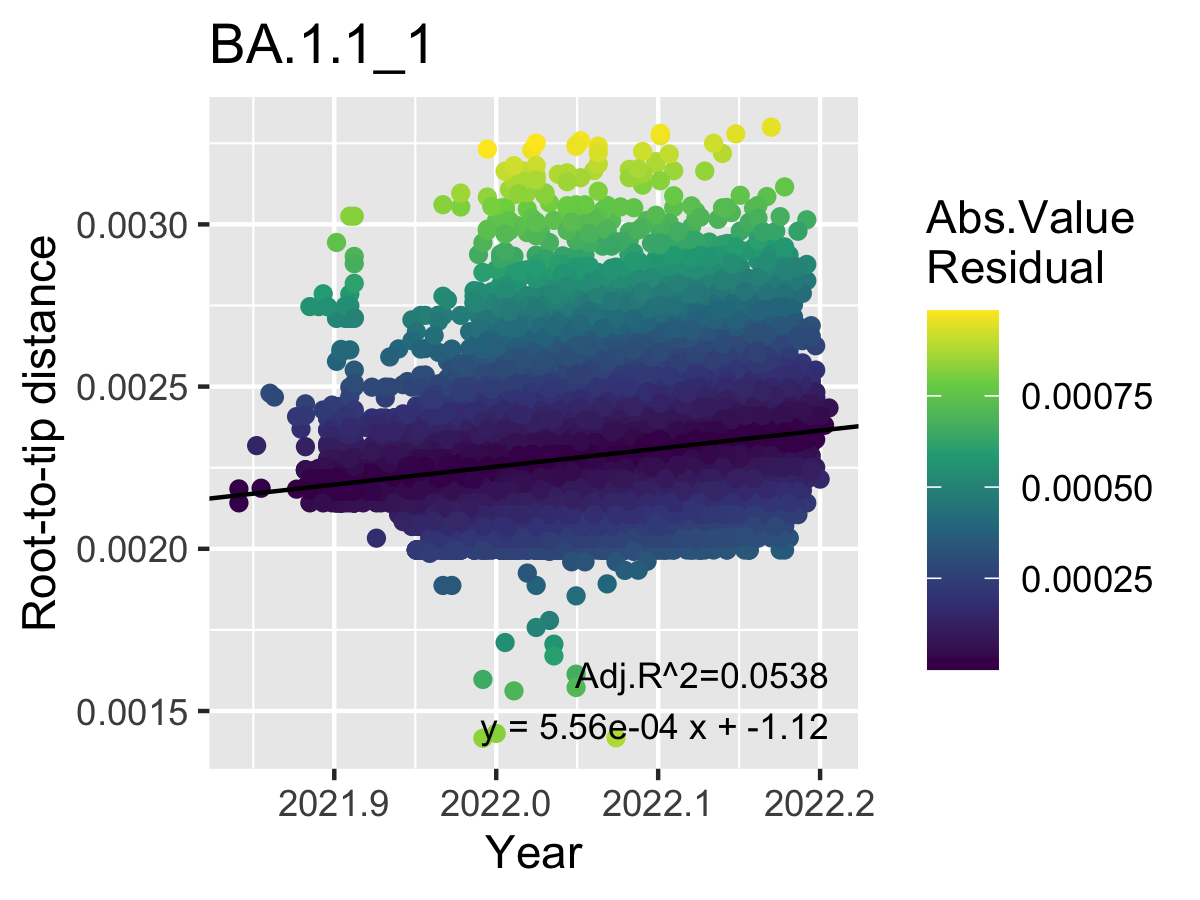 BA.1.1_1
Root-to-tip distance
0.0030
0.0025
0.0020
0.0015
Adj.R^2=0.0538
y = 5.56e-04 x + -1.12
2021.9
2022.0
2022.1
2022.2
Year
Abs.Value
Residual
0.00075
0.00050
0.00025